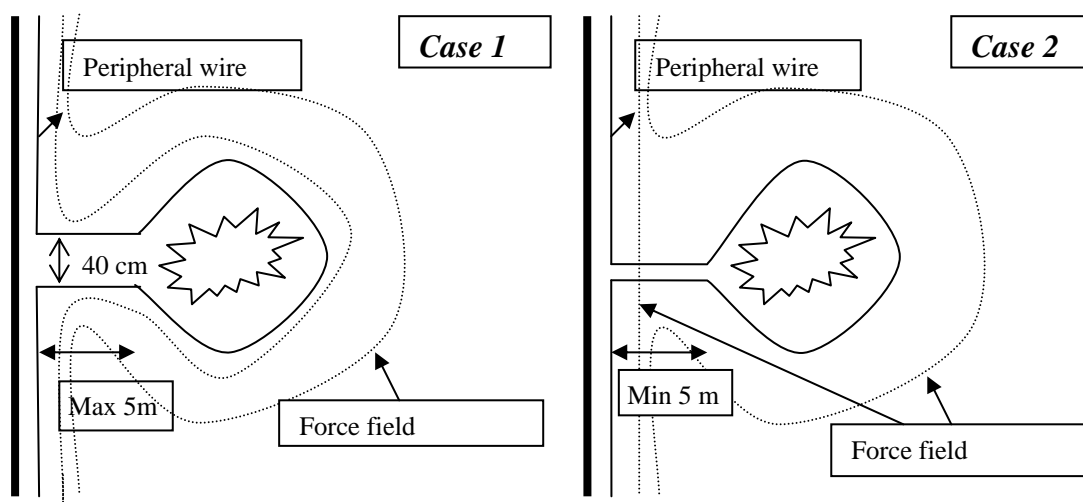 Case 1
Peripheral wire
40 cm
Max 5m
Force field
Case 2
Peripheral wire
Min 5 m
Force field